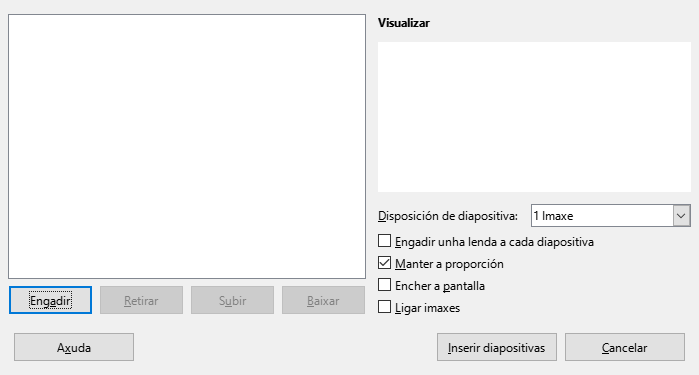 Visualizar
Disposición de diapositiva: 1 Imaxe
Engadir unha lenda a cada diapositiva
Manter a proporción
Encher a pantalla
Ligar imaxes
Engadir Retirar Subir Baixar
Axuda Inserir diapositivas Cancelar